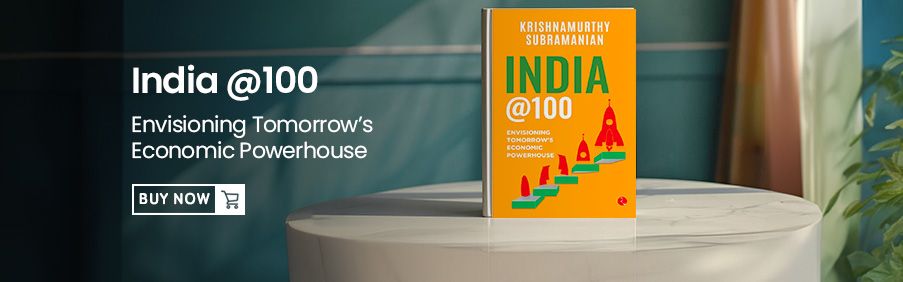 India @100
Envisioning Tomorrow's
Economic Powerhouse
BUY NOW
KRISHNAMURTHY
SUBRAMANIAN
INDIA
@100
ENVISIONING
TOMORROW'S
ECONOMIC
POWERHOUSE